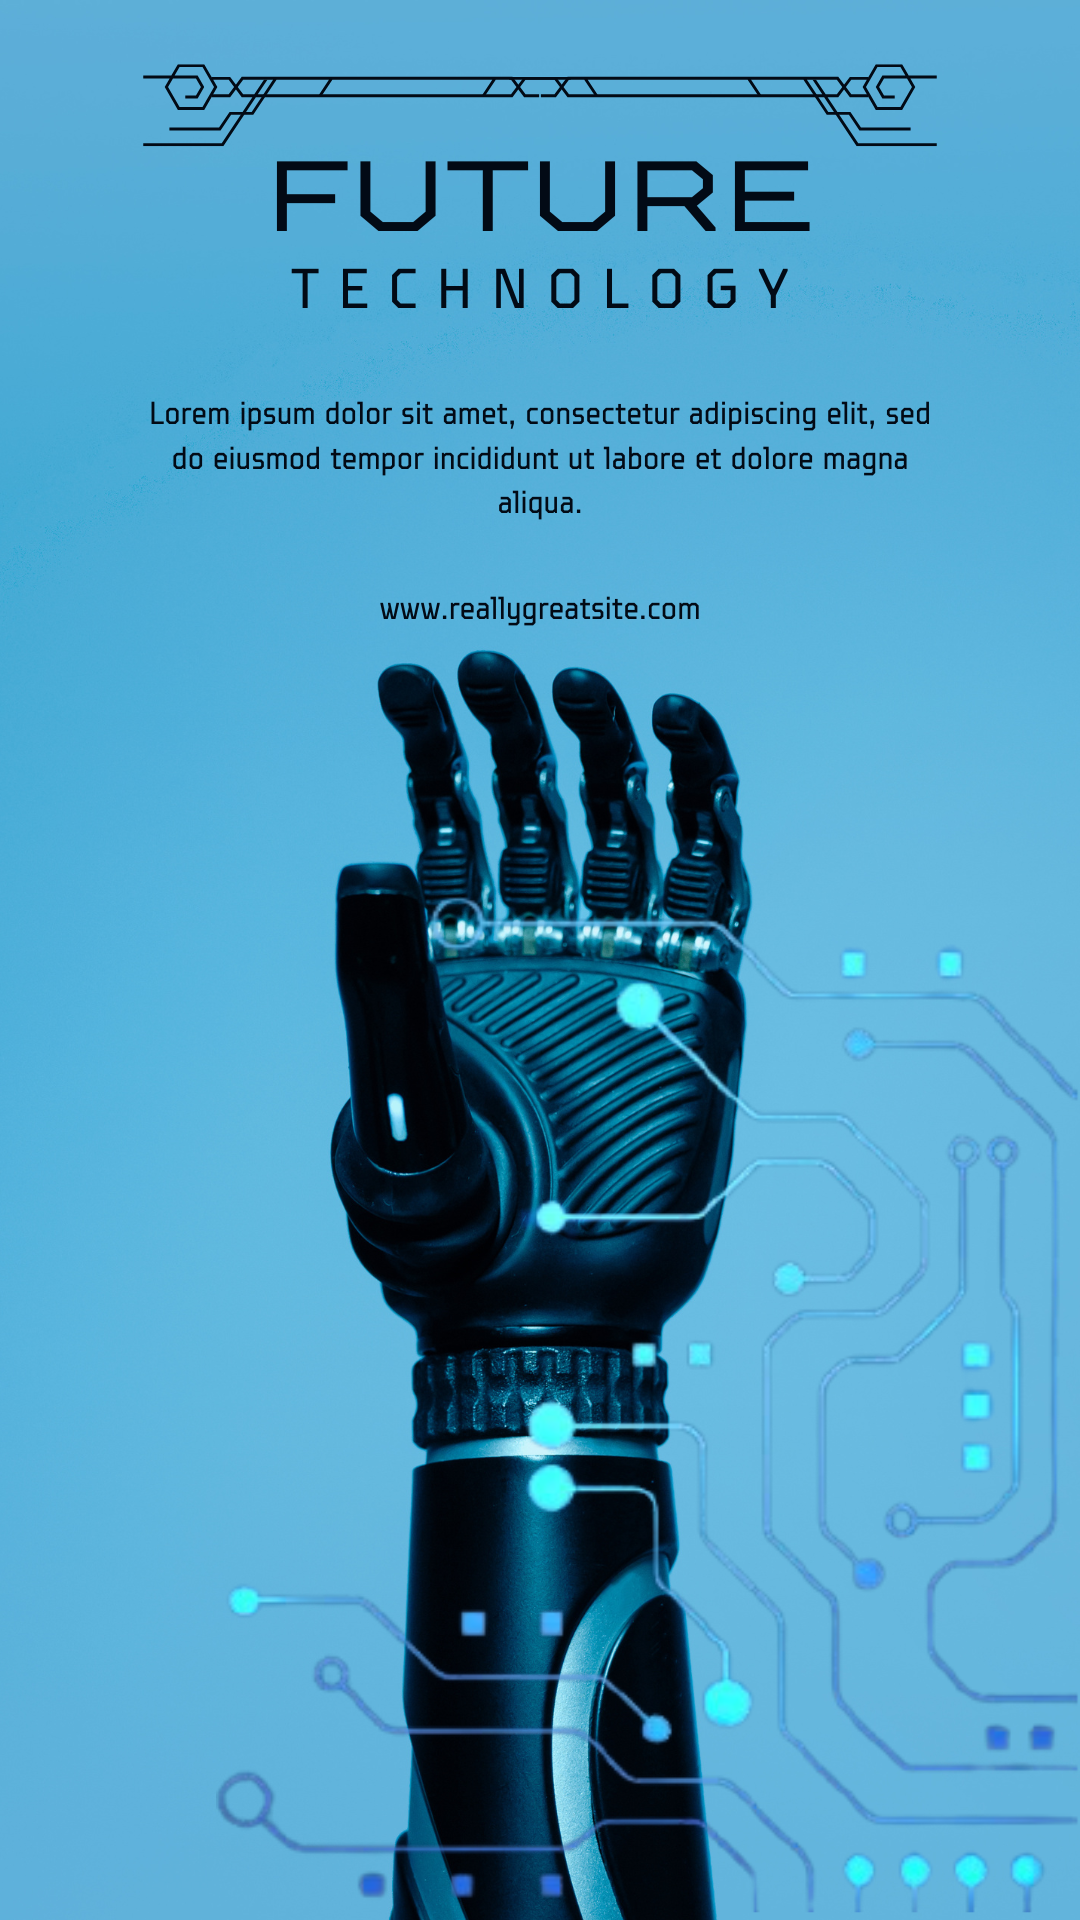 FUTURE
TECHNOLOGY
Lorem ipsum dolor sit amet, consectetur adipiscing elit, sed
do eiusmod tempor incididunt ut labore et dolore magna
aliqua.
www.reallygreatsite.com